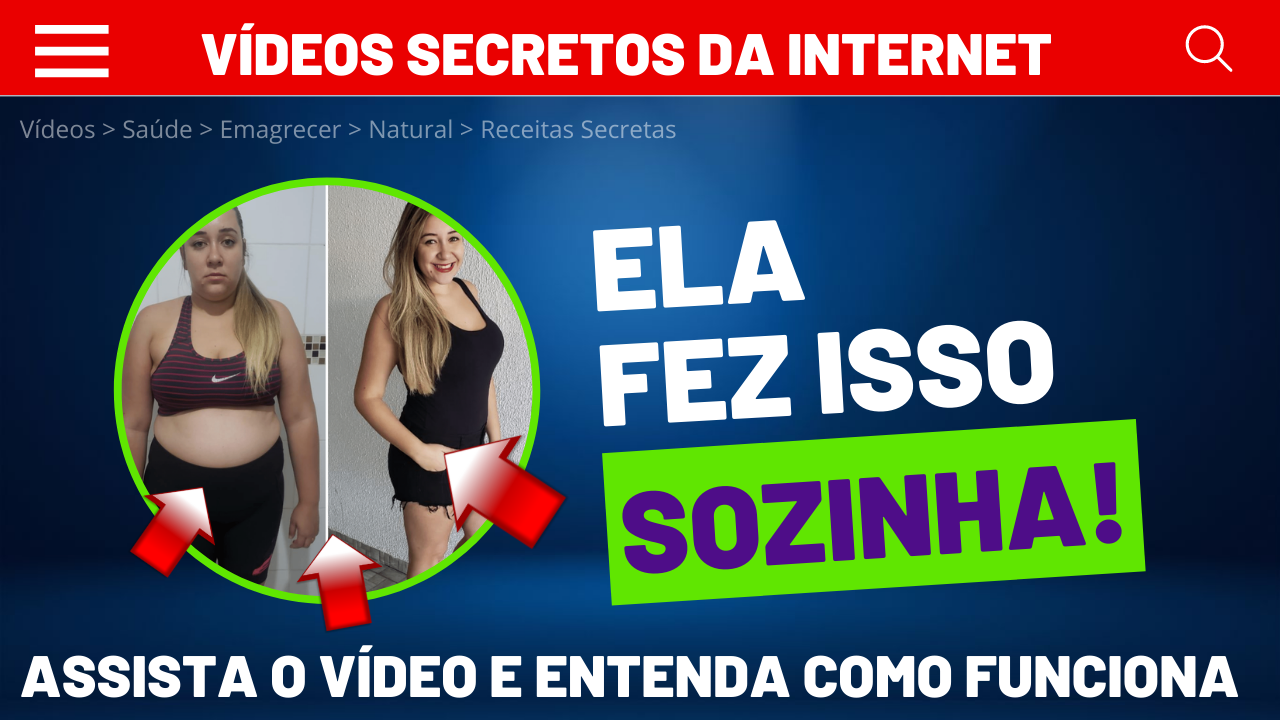 VÍDEOS SECRETOS DA INTERNET
Vídeos > Saúde > Emagrecer > Natural > Receitas Secretas
ELA
FEZ ISSO
SOZINHA!
ASSISTA O VÍDEO E ENTENDA COMO FUNCIONA